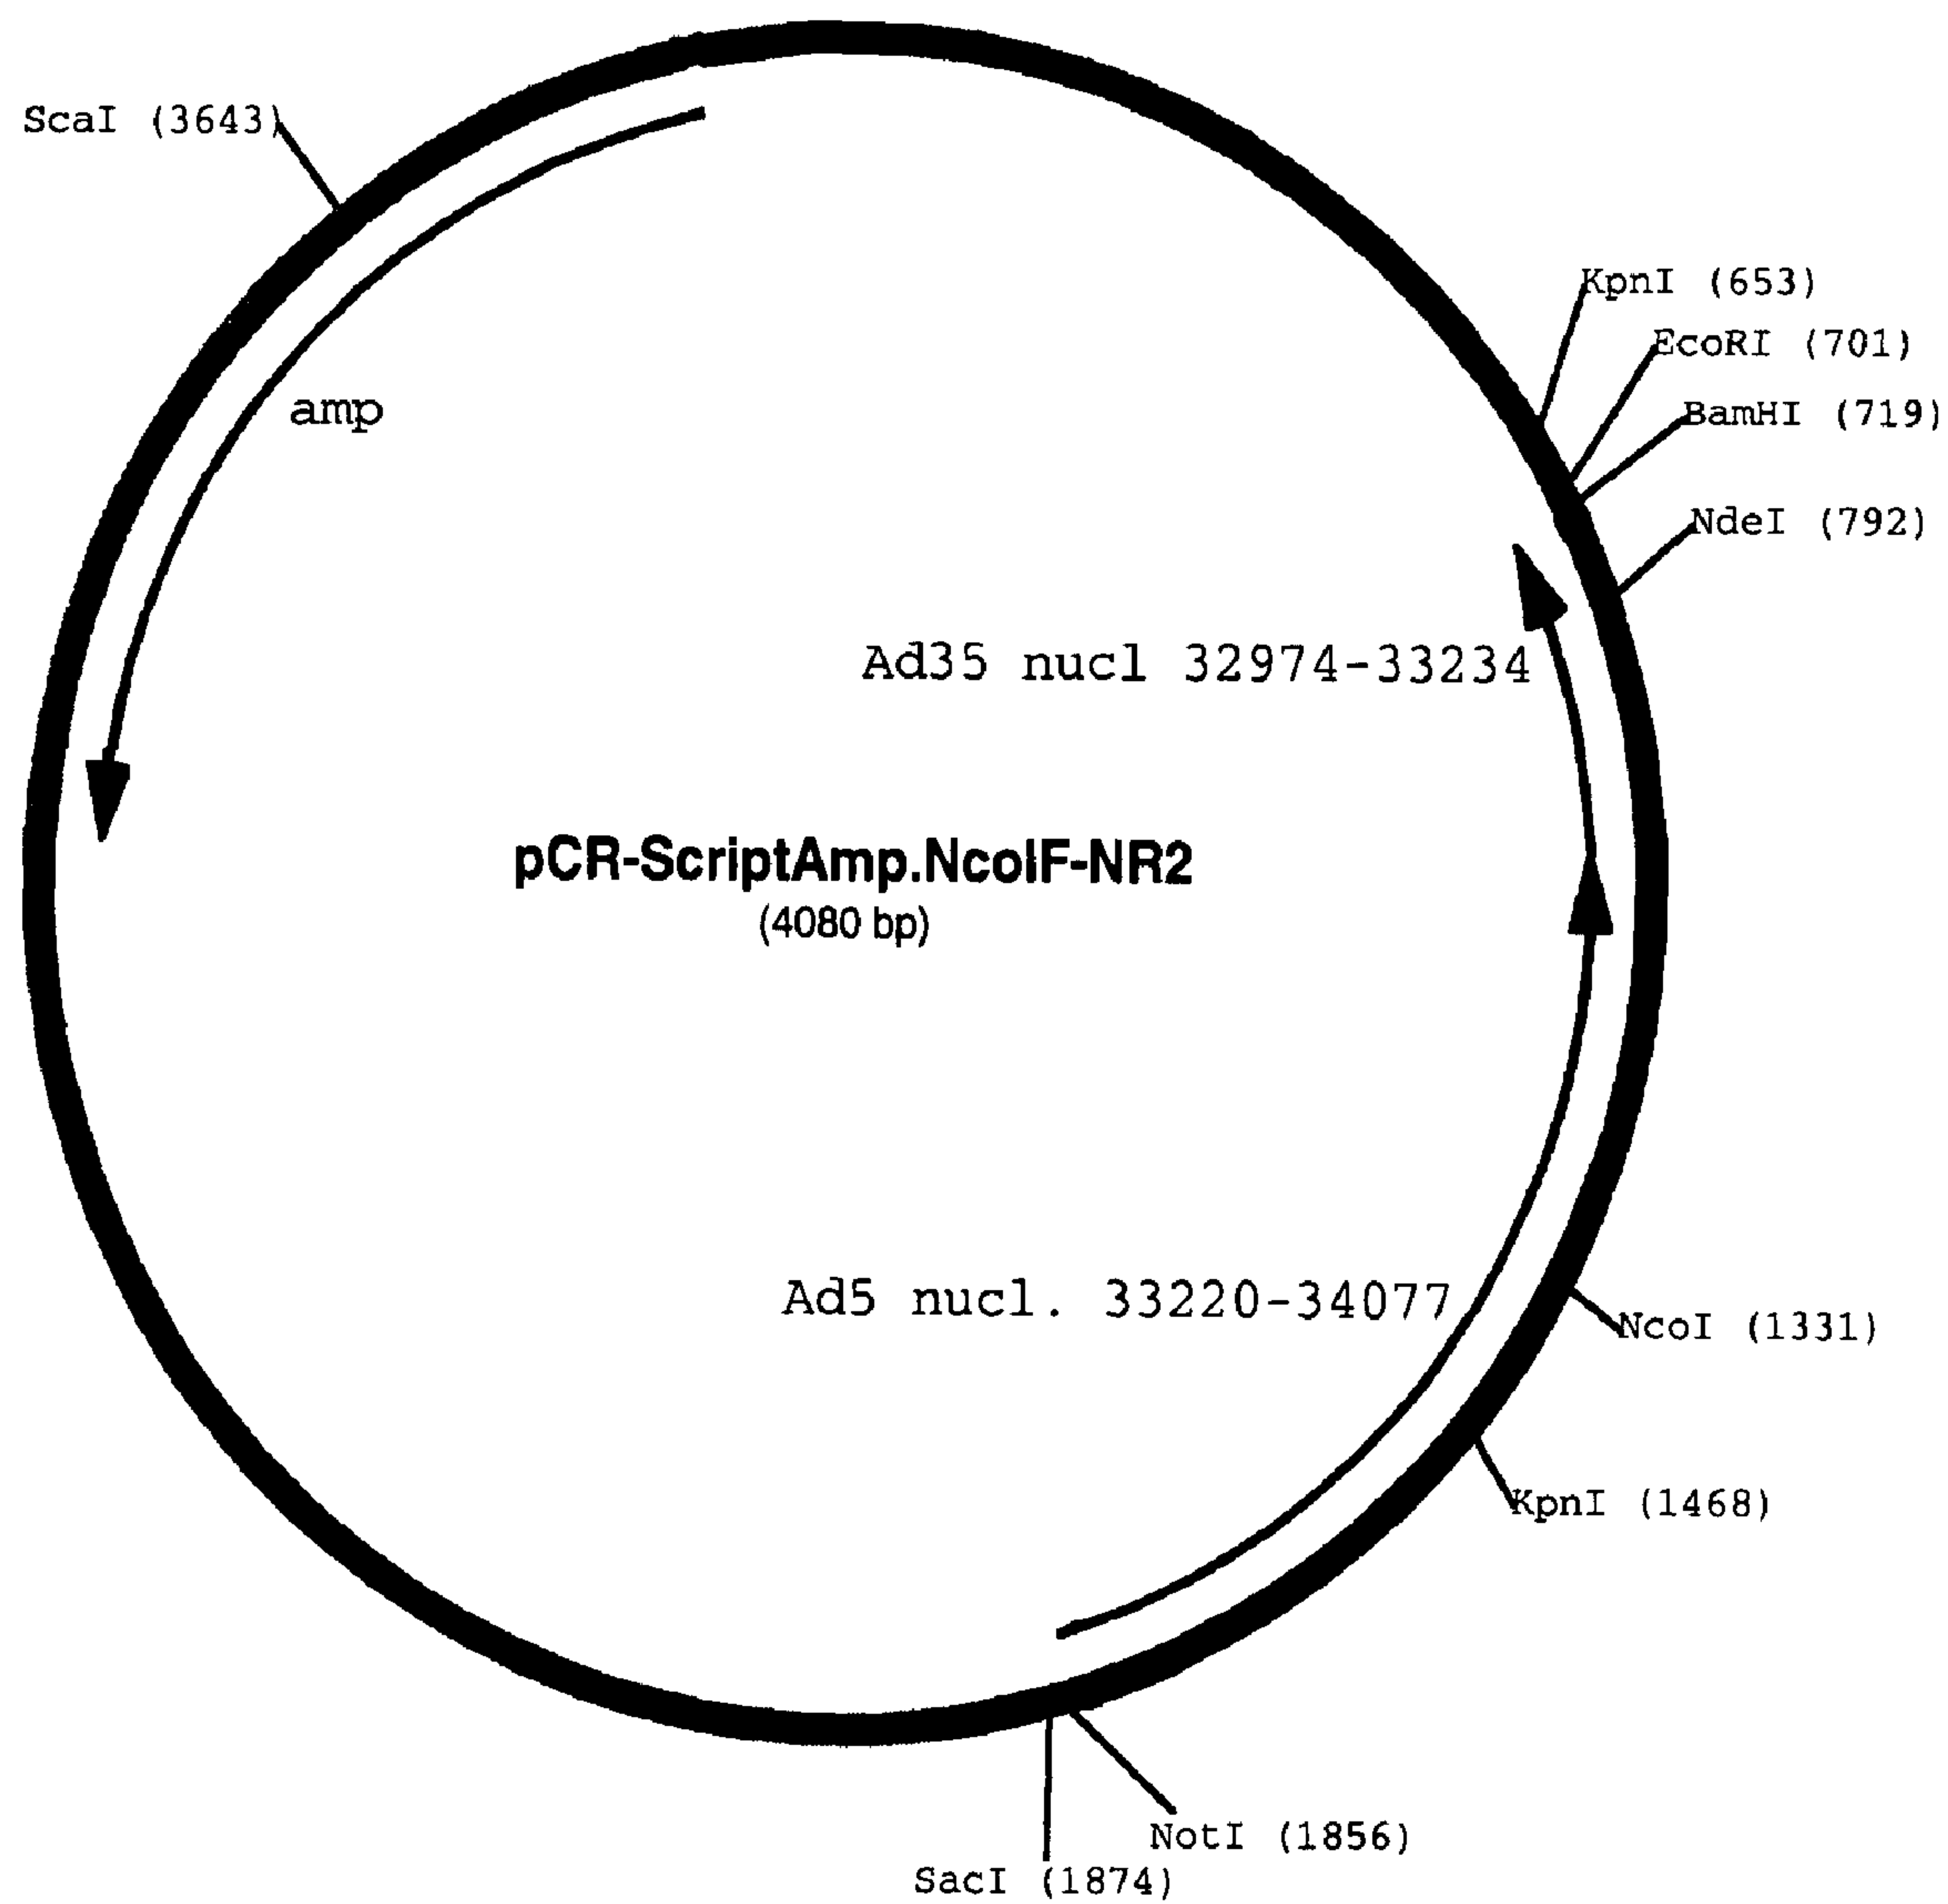 ScaI (3643)
KpnI (653)
EcoRI (701)
BamHI (719)
amp
NdeI (792)
Ad35 nucl 32974-33234
pCR-ScriptAmp.NcoIF-NR2
(4080 bp)
Ad5 nucl. 33220-34077
NcoI (1331)
KpnI (1468)
NotI (1856)
SacI (1874)